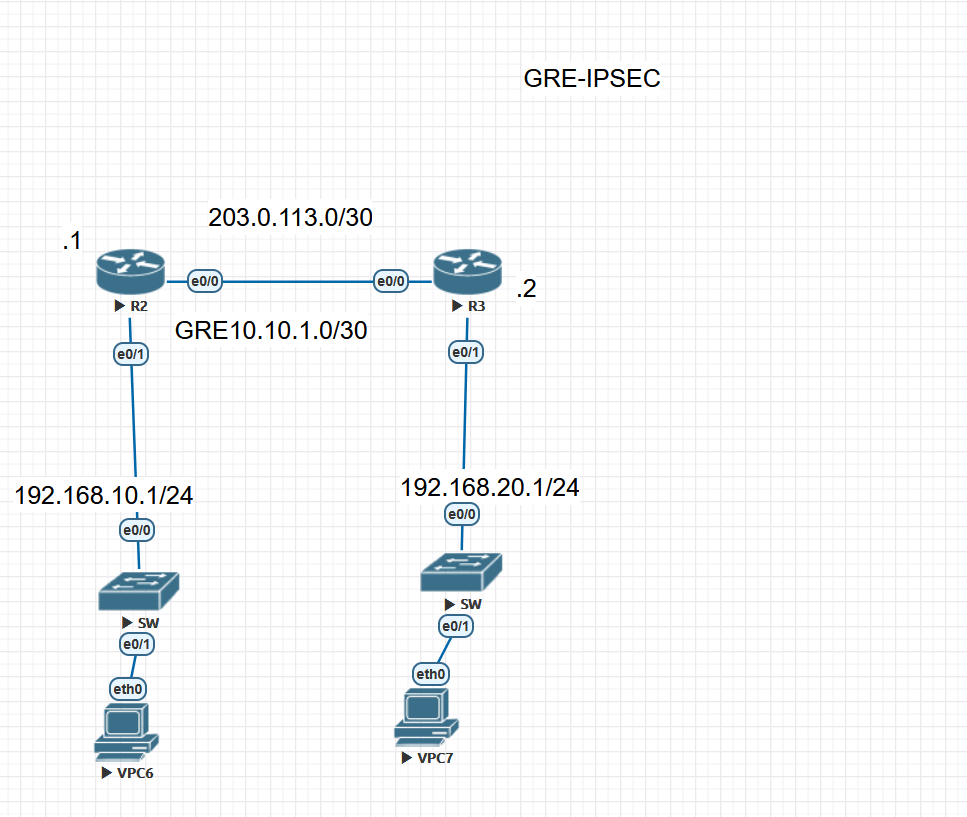 GRE-IPSEC
203.0.113.0/30
.1
e0/0
e0/0
.2
R2
R3
GRE10.10.1.0/30
e0/1
e0/1
192.168.10.1/24
192.168.20.1/24
e0/0
e0/0
SW
SW
e0/1
e0/1
eth0
eth0
VPC6
VPC7